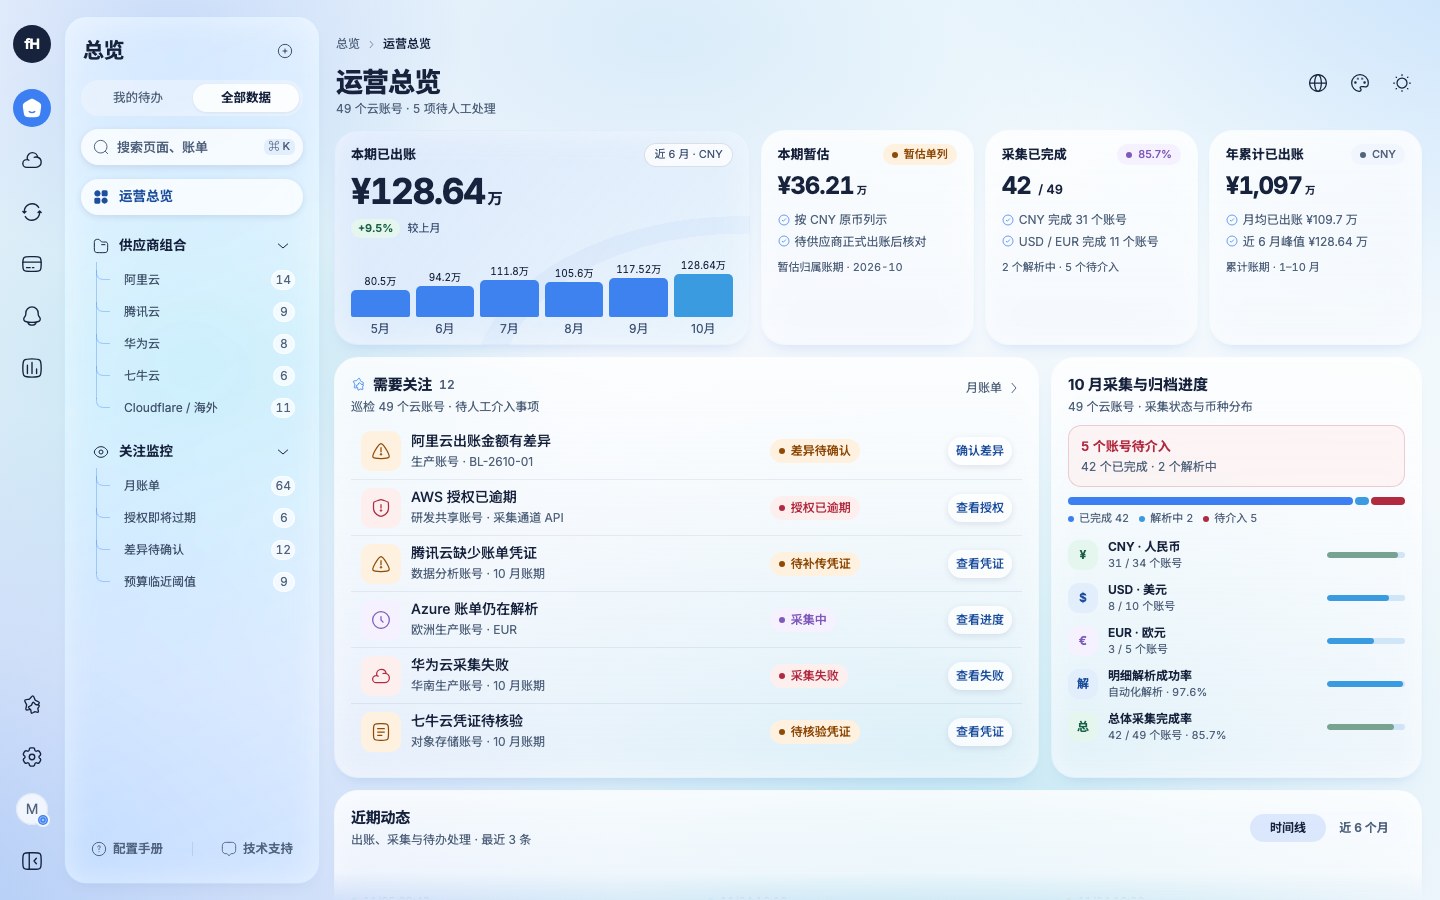 fH
总览
我的待办
全部数据
搜索页面、账单
⌘ K
运营总览
供应商组合
阿里云 14
腾讯云 9
华为云 8
七牛云 6
Cloudflare / 海外 11
关注监控
月账单 64
授权即将过期 6
差异待确认 12
预算临近阈值 9
M
配置手册
技术支持
总览 › 运营总览
运营总览
49 个云账号 · 5 项待人工处理
本期已出账
近 6 月 · CNY
¥128.64万
+9.5% 较上月
80.5万 94.2万 111.8万 105.6万 117.52万 128.64万
5月 6月 7月 8月 9月 10月
本期暂估
暂估单列
¥36.21万
按 CNY 原币列示
待供应商正式出账后核对
暂估归属账期 · 2026-10
采集已完成
85.7%
42 / 49
CNY 完成 31 个账号
USD / EUR 完成 11 个账号
2 个解析中 · 5 个待介入
年累计已出账
CNY
¥1,097万
月均已出账 ¥109.7 万
近 6 月峰值 ¥128.64 万
累计账期 · 1–10 月
需要关注 12
巡检 49 个云账号 · 待人工介入事项
月账单
阿里云出账金额有差异
生产账号 · BL-2610-01
差异待确认
确认差异
AWS 授权已逾期
研发共享账号 · 采集通道 API
授权已逾期
查看授权
腾讯云缺少账单凭证
数据分析账号 · 10 月账期
待补传凭证
查看凭证
Azure 账单仍在解析
欧洲生产账号 · EUR
采集中
查看进度
华为云采集失败
华南生产账号 · 10 月账期
采集失败
查看失败
七牛云凭证待核验
对象存储账号 · 10 月账期
待核验凭证
查看凭证
10 月采集与归档进度
49 个云账号 · 采集状态与币种分布
5 个账号待介入
42 个已完成 · 2 个解析中
已完成 42 解析中 2 待介入 5
¥
CNY · 人民币
31 / 34 个账号
$
USD · 美元
8 / 10 个账号
€
EUR · 欧元
3 / 5 个账号
解
明细解析成功率
自动化解析 · 97.6%
总
总体采集完成率
42 / 49 个账号 · 85.7%
近期动态
出账、采集与待办处理 · 最近 3 条
时间线
近 6 个月